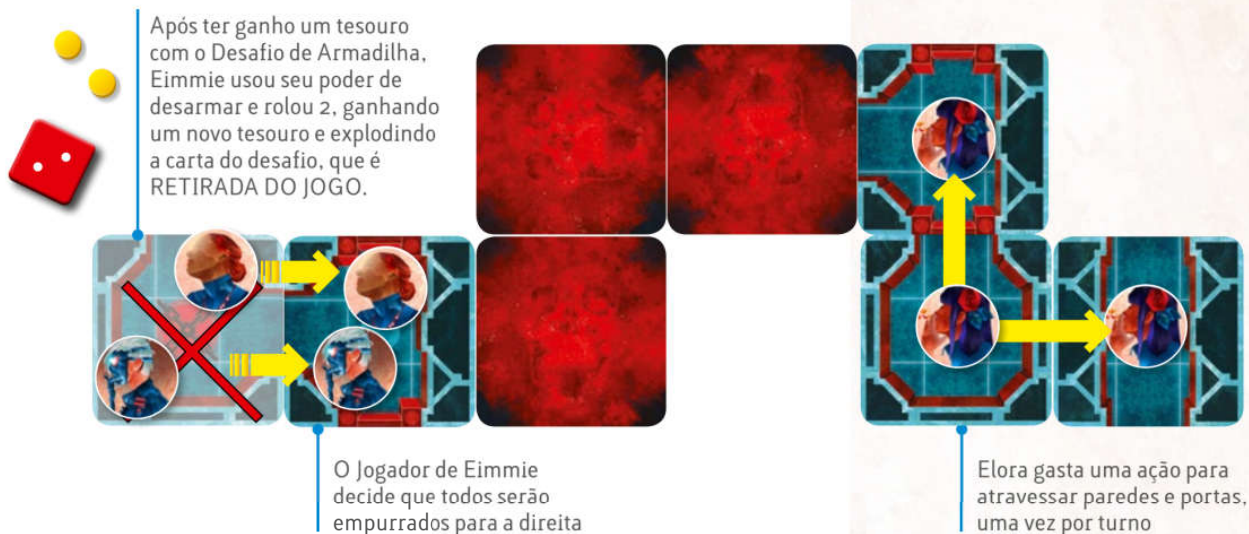 Após ter ganho um tesouro
com o Desafio de Armadilha,
Eimmie usou seu poder de
desarmar e rolou 2, ganhando
um novo tesouro e explodindo
a carta do desafio, que é
RETIRADA DO JOGO.
O Jogador de Eimmie
decide que todos serão
empurrados para a direita
Elora gasta uma ação para
atravessar paredes e portas,
uma vez por turno